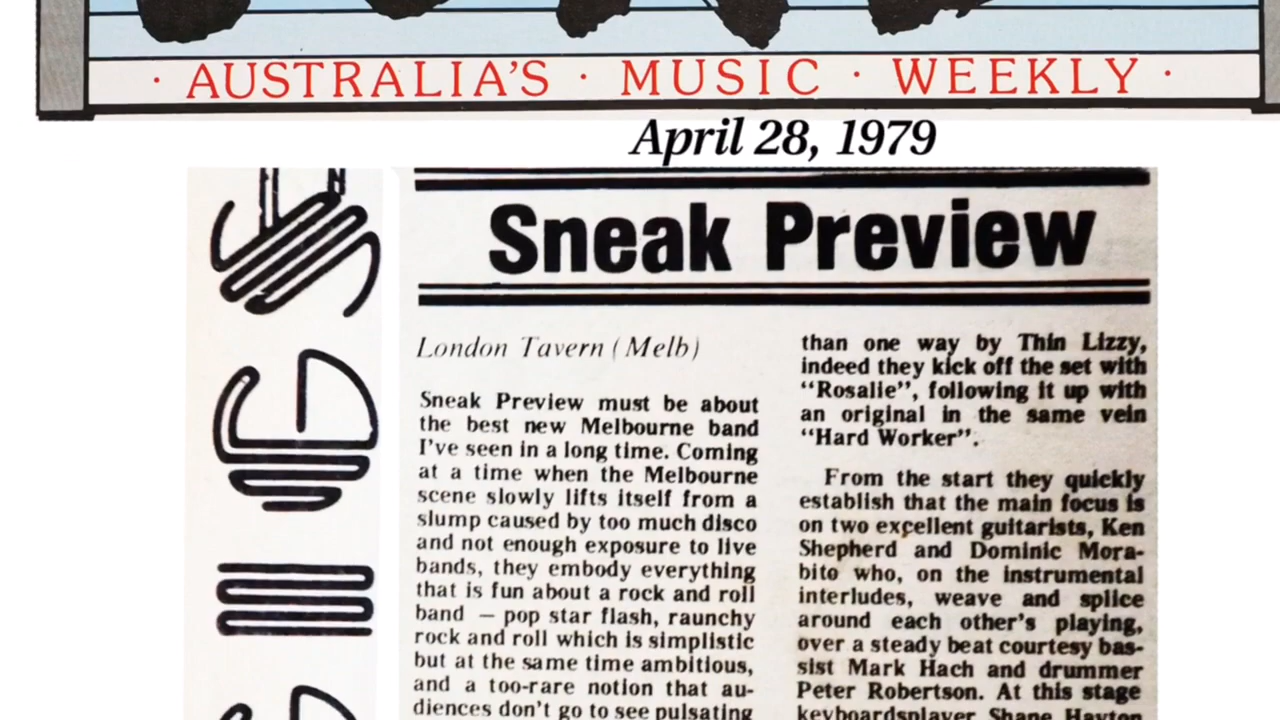 · AUSTRALIA'S · MUSIC · WEEKLY ·
April 28, 1979
Sneak Preview
London Tavern (Melb)
Sneak Preview must be about
the best new Melbourne band
I've seen in a long time. Coming
at a time when the Melbourne
scene slowly lifts itself from a
slump caused by too much disco
and not enough exposure to live
bands, they embody everything
that is fun about a rock and roll
band — pop star flash, raunchy
rock and roll which is simplistic
but at the same time ambitious,
and a too-rare notion that au-
diences don't go to see pulsating
than one way by Thin Lizzy,
indeed they kick off the set with
“Rosalie”, following it up with
an original in the same vein
“Hard Worker”.
From the start they quickly
establish that the main focus is
on two excellent guitarists, Ken
Shepherd and Dominic Mora-
bito who, on the instrumental
interludes, weave and splice
around each other's playing,
over a steady beat courtesy bas-
sist Mark Hach and drummer
Peter Robertson. At this stage
keyboardsplayer Shane Hayton